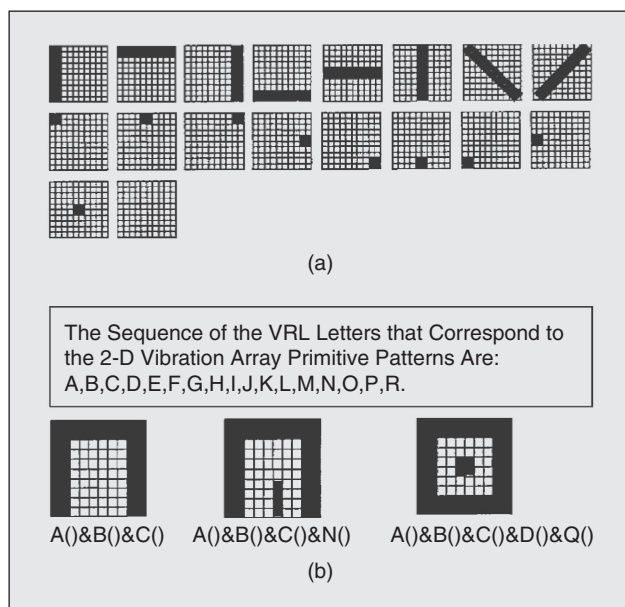 (a)
The Sequence of the VRL Letters that Correspond to
the 2-D Vibration Array Primitive Patterns Are:
A,B,C,D,E,F,G,H,I,J,K,L,M,N,O,P,R.
A()&B()&C() A()&B()&C()&N() A()&B()&C()&D()&Q()
(b)